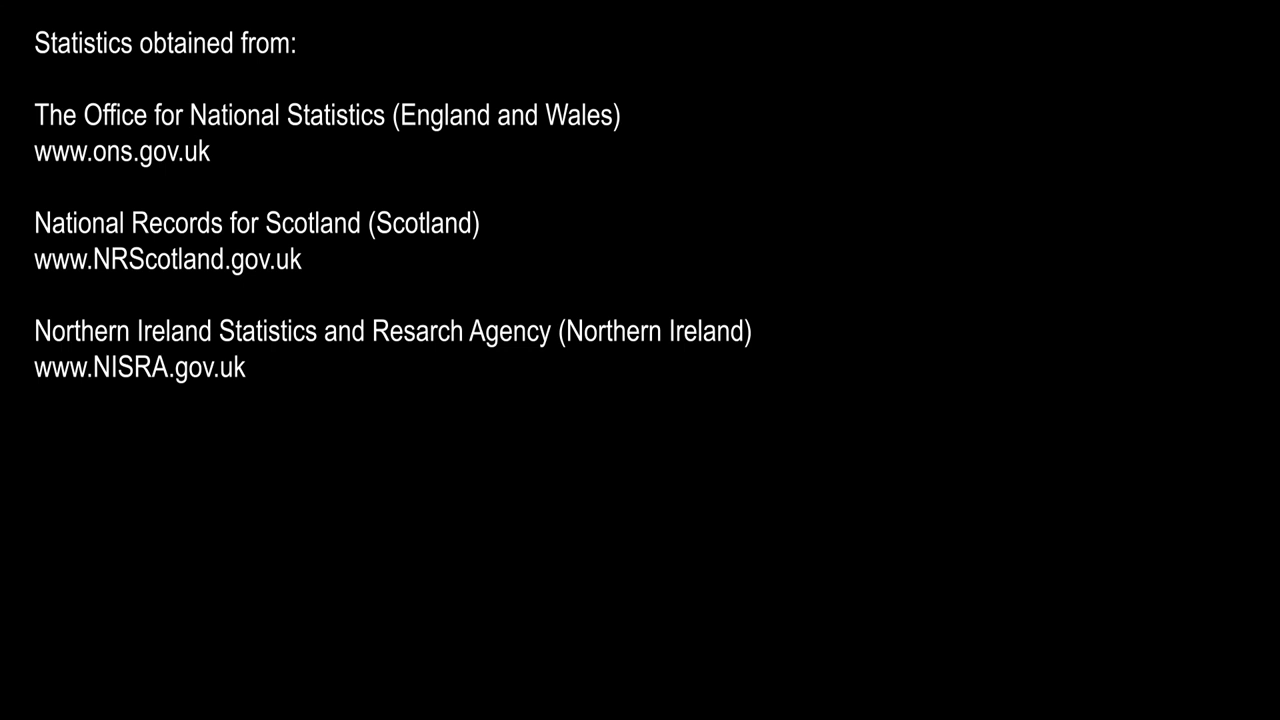 Statistics obtained from:
The Office for National Statistics (England and Wales)
www.ons.gov.uk
National Records for Scotland (Scotland)
www.NRScotland.gov.uk
Northern Ireland Statistics and Resarch Agency (Northern Ireland)
www.NISRA.gov.uk